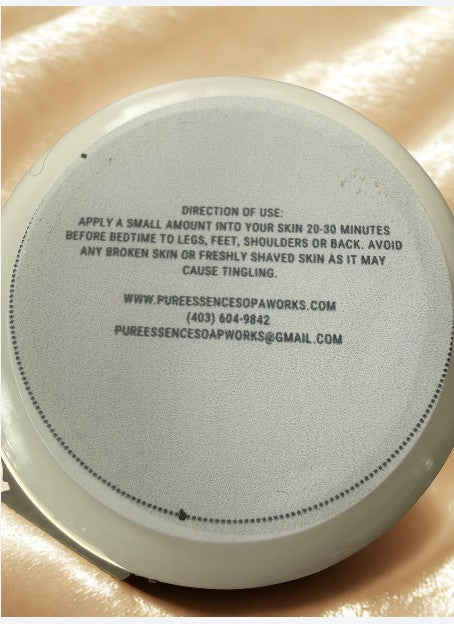 DIRECTION OF USE:
APPLY A SMALL AMOUNT INTO YOUR SKIN 20-30 MINUTES
BEFORE BEDTIME TO LEGS, FEET, SHOULDERS OR BACK. AVOID
ANY BROKEN SKIN OR FRESHLY SHAVED SKIN AS IT MAY
CAUSE TINGLING.
WWW.PUREESSENCESOPAWORKS.COM
(403) 604-9842
PUREESSENCESOAPWORKS@GMAIL.COM